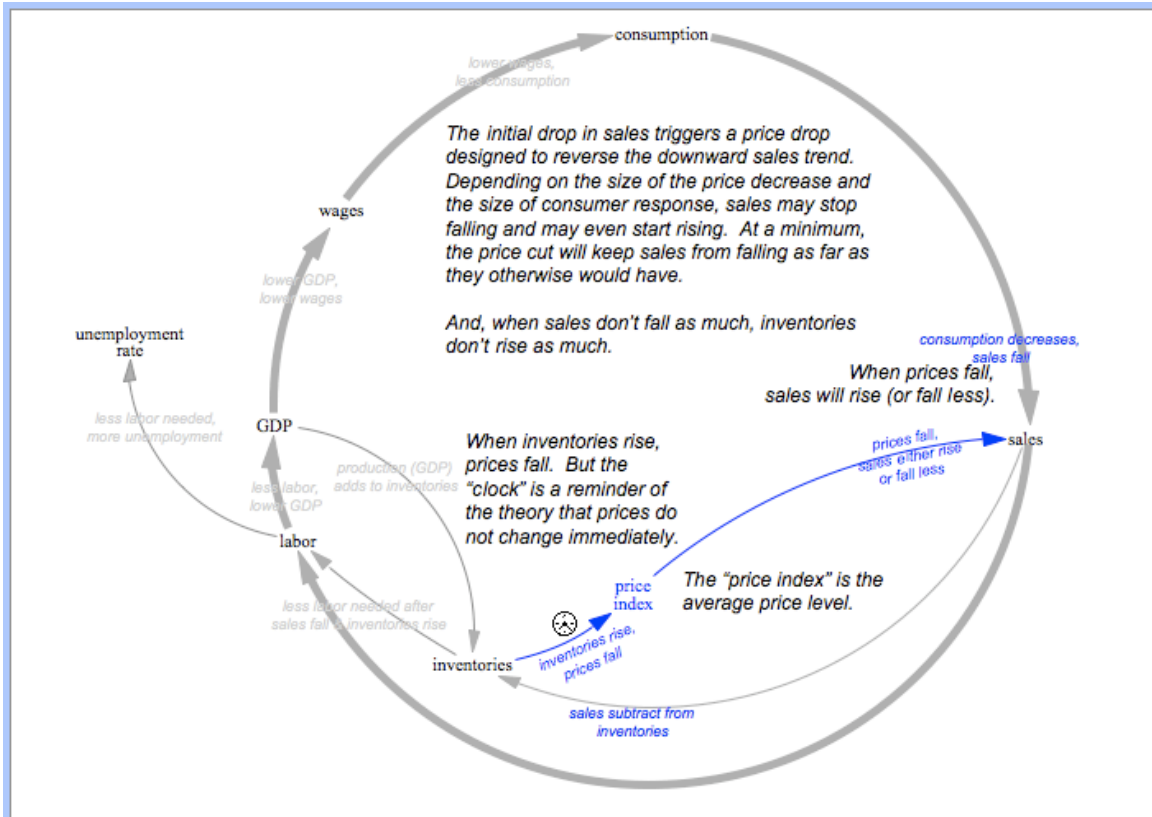 consumption
lower wages,
less consumption
The initial drop in sales triggers a price drop
designed to reverse the downward sales trend.
Depending on the size of the price decrease and
the size of consumer response, sales may stop
falling and may even start rising.  At a minimum,
the price cut will keep sales from falling as far as
they otherwise would have.
And, when sales don't fall as much, inventories
don't rise as much.
wages
lower GDP,
lower wages
unemployment
rate
consumption decreases,
sales fall
When prices fall,
sales will rise (or fall less).
less labor needed,
more unemployment
GDP
sales
prices fall,
sales either rise
or fall less
When inventories rise,
prices fall.  But the
“clock” is a reminder of
the theory that prices do
not change immediately.
production (GDP)
adds to inventories
less labor,
lower GDP
labor
price
index
The “price index” is the
average price level.
less labor needed after
sales fall & inventories rise
inventories
inventories rise,
prices fall
sales subtract from
inventories